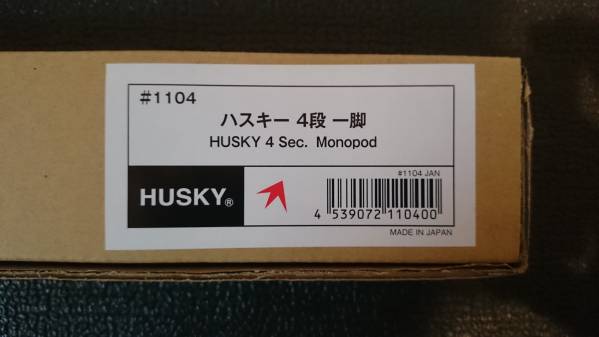 #1104
ハスキー 4段 一脚
HUSKY 4 Sec. Monopod
HUSKY®
#1104 JAN
4 539072 110400
MADE IN JAPAN